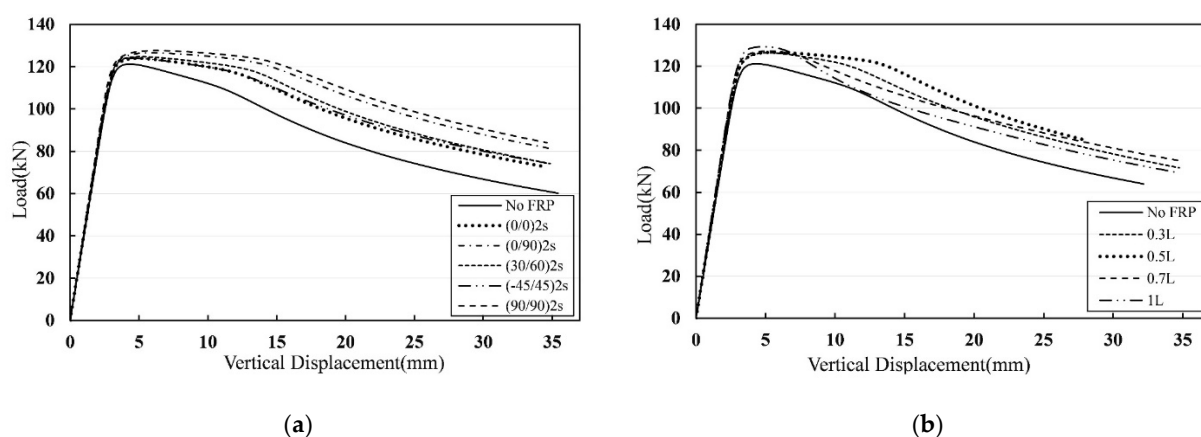 140
120
100
80
60
40
20
0
Load(kN)
0 5 10 15 20 25 30 35
Vertical Displacement(mm)
No FRP
(0/0)2s
(0/90)2s
(30/60)2s
(-45/45)2s
(90/90)2s
(a)
140
120
100
80
60
40
20
0
Load(kN)
0 5 10 15 20 25 30 35
Vertical Displacement(mm)
No FRP
0.3L
0.5L
0.7L
1L
(b)